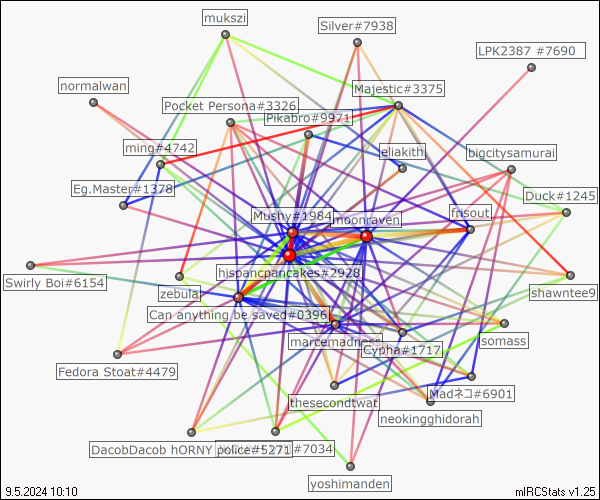 mukszi
Silver#7938
LPK2387 #7690
normalwan
Majestic#3375
Pocket Persona#3326
Pikabro#9971
ming#4742
eliakith
bigcitysamurai
Eg.Master#1378
Duck#1245
Mushy#1984
moonraven
frisout
Swirly Boi#6154
hispancpancakes#2928
zebular
shawntee9
Can anything be saved#0396
marcemadness
Cypha#1717
somass
Fedora Stoat#4479
thesecondtwat
Madネコ#6901
neokingghidorah
DacobDacob hORNY police#5271
#7034
yoshimanden
9.5.2024 10:10
mIRCStats v1.25